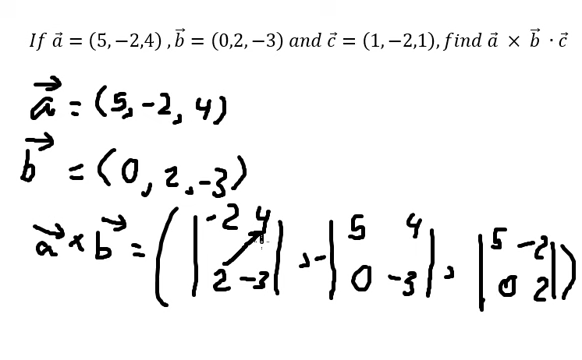 If a⃗ = (5, −2,4) , b⃗ = (0,2, −3) and c⃗ = (1, −2,1), find a⃗ × b⃗ · c⃗
a⃗ = (5, -2, 4)
b⃗ = (0, 2, -3)
a⃗ × b⃗ = ( | -2 4 | , - | 5 4 | , | 5 -2 | )
| 2 -3 | | 0 -3 | | 0 2 |